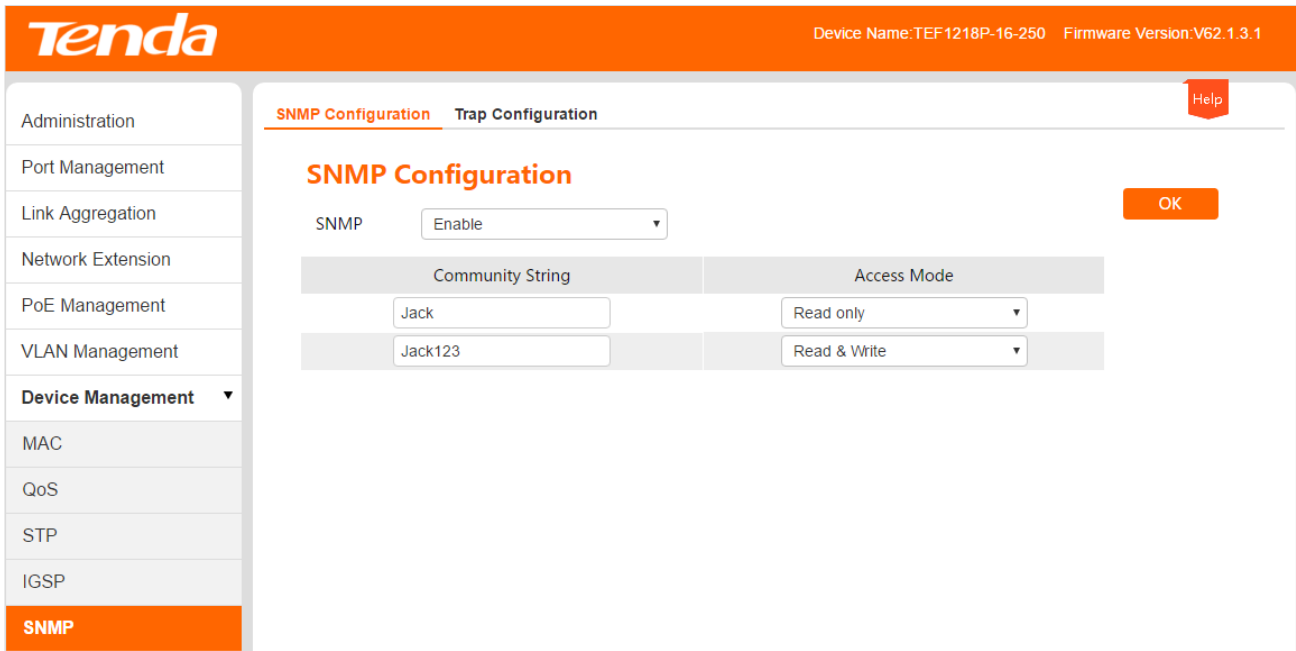 Tenda
Device Name:TEF1218P-16-250 Firmware Version:V62.1.3.1
Administration
Port Management
Link Aggregation
Network Extension
PoE Management
VLAN Management
Device Management
MAC
QoS
STP
IGSP
SNMP
SNMP Configuration Trap Configuration
Help
SNMP Configuration
OK
SNMP Enable
Community String Access Mode
Jack Read only
Jack123 Read & Write